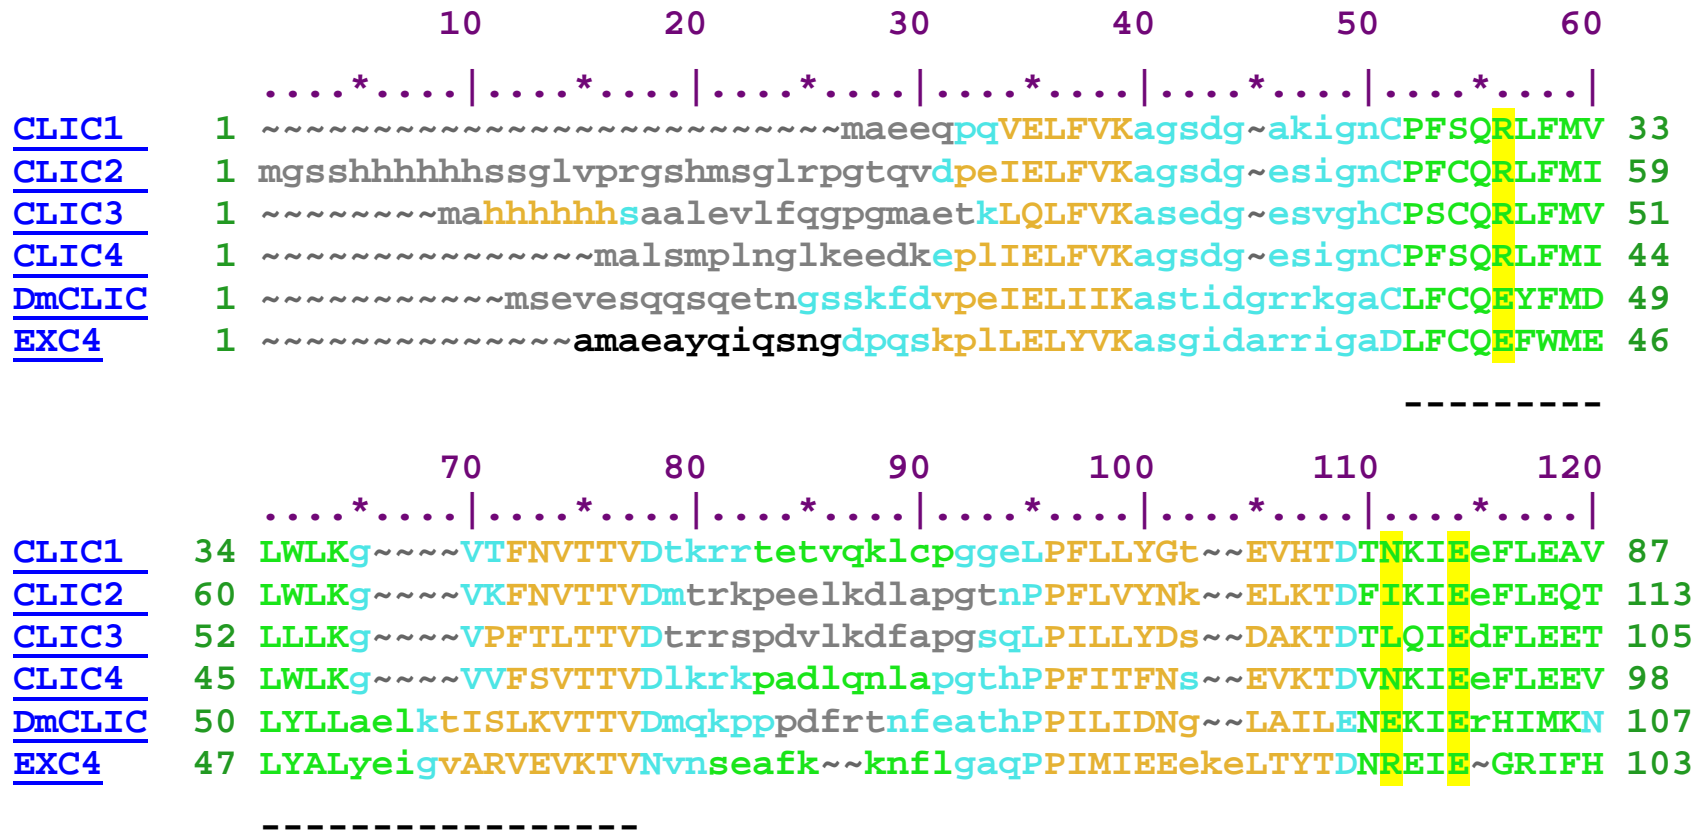 10 20 30 40 50 60
....*....|....*....|....*....|....*....|....*....|....*....|
CLIC1 1 ~~~~~~~~~~~~~~~~~~~~~~~~~~maeeqpqVELFVKagsdg~akignCPFSQRLFMV 33
CLIC2 1 mgsshhhhhhssglvprgshmsglrpgtqvdpeIELFVKagsdg~esignCPFCQRLFMI 59
CLIC3 1 ~~~~~~~~mahhhhhhsaalevlfqgpgmaetkLQLFVKasedg~esvghCPSCQRLFMV 51
CLIC4 1 ~~~~~~~~~~~~~~~malsmplnglkeedkeplIELFVKagsdg~esignCPFSQRLFMI 44
DmCLIC 1 ~~~~~~~~~~~msevesqqsqetngsskfdvpeIELIIKastidgrrkgaCLFCQEYFMD 49
EXC4 1 ~~~~~~~~~~~~~~amaeayqiqsngdpqskplLELYVKasgidarrigaDLFCQEFWME 46
---------
70 80 90 100 110 120
....*....|....*....|....*....|....*....|....*....|....*....|
CLIC1 34 LWLKg~~~~VTFNVTTVDtkrrtetvqklcpggeLPFLLYGt~~EVHTDTNKIEeFLEAV 87
CLIC2 60 LWLKg~~~~VKFNVTTVDmtrkpeelkdlapgtnPPFLVYNk~~ELKTDFIKIEeFLEQT 113
CLIC3 52 LLLKg~~~~VPFTLTTVDtrrspdvlkdfapgsqLPILLYDs~~DAKTDTLQIEdFLEET 105
CLIC4 45 LWLKg~~~~VVFSVTTVDlkrkpadlqnlapgthPPFITFNs~~EVKTDVNKIEeFLEEV 98
DmCLIC 50 LYLLaelktISLKVTTVDmqkpppdfrtnfeathPPILIDNg~~LAILENEKIErHIMKN 107
EXC4 47 LYALyeigvARVEVKTVNvnseafk~~knflgaqPPIMIEEekeLTYTDNREIE~GRIFH 103
-----------------